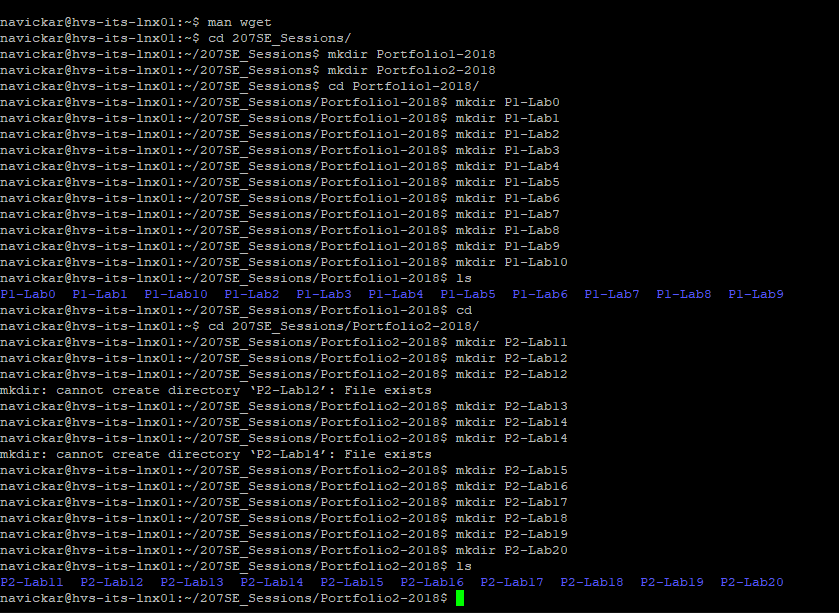 navickar@hvs-its-lnx01:~$ man wget
navickar@hvs-its-lnx01:~$ cd 207SE_Sessions/
navickar@hvs-its-lnx01:~/207SE_Sessions$ mkdir Portfolio1-2018
navickar@hvs-its-lnx01:~/207SE_Sessions$ mkdir Portfolio2-2018
navickar@hvs-its-lnx01:~/207SE_Sessions$ cd Portfolio1-2018/
navickar@hvs-its-lnx01:~/207SE_Sessions/Portfolio1-2018$ mkdir P1-Lab0
navickar@hvs-its-lnx01:~/207SE_Sessions/Portfolio1-2018$ mkdir P1-Lab1
navickar@hvs-its-lnx01:~/207SE_Sessions/Portfolio1-2018$ mkdir P1-Lab2
navickar@hvs-its-lnx01:~/207SE_Sessions/Portfolio1-2018$ mkdir P1-Lab3
navickar@hvs-its-lnx01:~/207SE_Sessions/Portfolio1-2018$ mkdir P1-Lab4
navickar@hvs-its-lnx01:~/207SE_Sessions/Portfolio1-2018$ mkdir P1-Lab5
navickar@hvs-its-lnx01:~/207SE_Sessions/Portfolio1-2018$ mkdir P1-Lab6
navickar@hvs-its-lnx01:~/207SE_Sessions/Portfolio1-2018$ mkdir P1-Lab7
navickar@hvs-its-lnx01:~/207SE_Sessions/Portfolio1-2018$ mkdir P1-Lab8
navickar@hvs-its-lnx01:~/207SE_Sessions/Portfolio1-2018$ mkdir P1-Lab9
navickar@hvs-its-lnx01:~/207SE_Sessions/Portfolio1-2018$ mkdir P1-Lab10
navickar@hvs-its-lnx01:~/207SE_Sessions/Portfolio1-2018$ ls
P1-Lab0  P1-Lab1  P1-Lab10  P1-Lab2  P1-Lab3  P1-Lab4  P1-Lab5  P1-Lab6  P1-Lab7  P1-Lab8  P1-Lab9
navickar@hvs-its-lnx01:~/207SE_Sessions/Portfolio1-2018$ cd
navickar@hvs-its-lnx01:~$ cd 207SE_Sessions/Portfolio2-2018/
navickar@hvs-its-lnx01:~/207SE_Sessions/Portfolio2-2018$ mkdir P2-Lab11
navickar@hvs-its-lnx01:~/207SE_Sessions/Portfolio2-2018$ mkdir P2-Lab12
navickar@hvs-its-lnx01:~/207SE_Sessions/Portfolio2-2018$ mkdir P2-Lab12
mkdir: cannot create directory ‘P2-Lab12’: File exists
navickar@hvs-its-lnx01:~/207SE_Sessions/Portfolio2-2018$ mkdir P2-Lab13
navickar@hvs-its-lnx01:~/207SE_Sessions/Portfolio2-2018$ mkdir P2-Lab14
navickar@hvs-its-lnx01:~/207SE_Sessions/Portfolio2-2018$ mkdir P2-Lab14
mkdir: cannot create directory ‘P2-Lab14’: File exists
navickar@hvs-its-lnx01:~/207SE_Sessions/Portfolio2-2018$ mkdir P2-Lab15
navickar@hvs-its-lnx01:~/207SE_Sessions/Portfolio2-2018$ mkdir P2-Lab16
navickar@hvs-its-lnx01:~/207SE_Sessions/Portfolio2-2018$ mkdir P2-Lab17
navickar@hvs-its-lnx01:~/207SE_Sessions/Portfolio2-2018$ mkdir P2-Lab18
navickar@hvs-its-lnx01:~/207SE_Sessions/Portfolio2-2018$ mkdir P2-Lab19
navickar@hvs-its-lnx01:~/207SE_Sessions/Portfolio2-2018$ mkdir P2-Lab20
navickar@hvs-its-lnx01:~/207SE_Sessions/Portfolio2-2018$ ls
P2-Lab11  P2-Lab12  P2-Lab13  P2-Lab14  P2-Lab15  P2-Lab16  P2-Lab17  P2-Lab18  P2-Lab19  P2-Lab20
navickar@hvs-its-lnx01:~/207SE_Sessions/Portfolio2-2018$